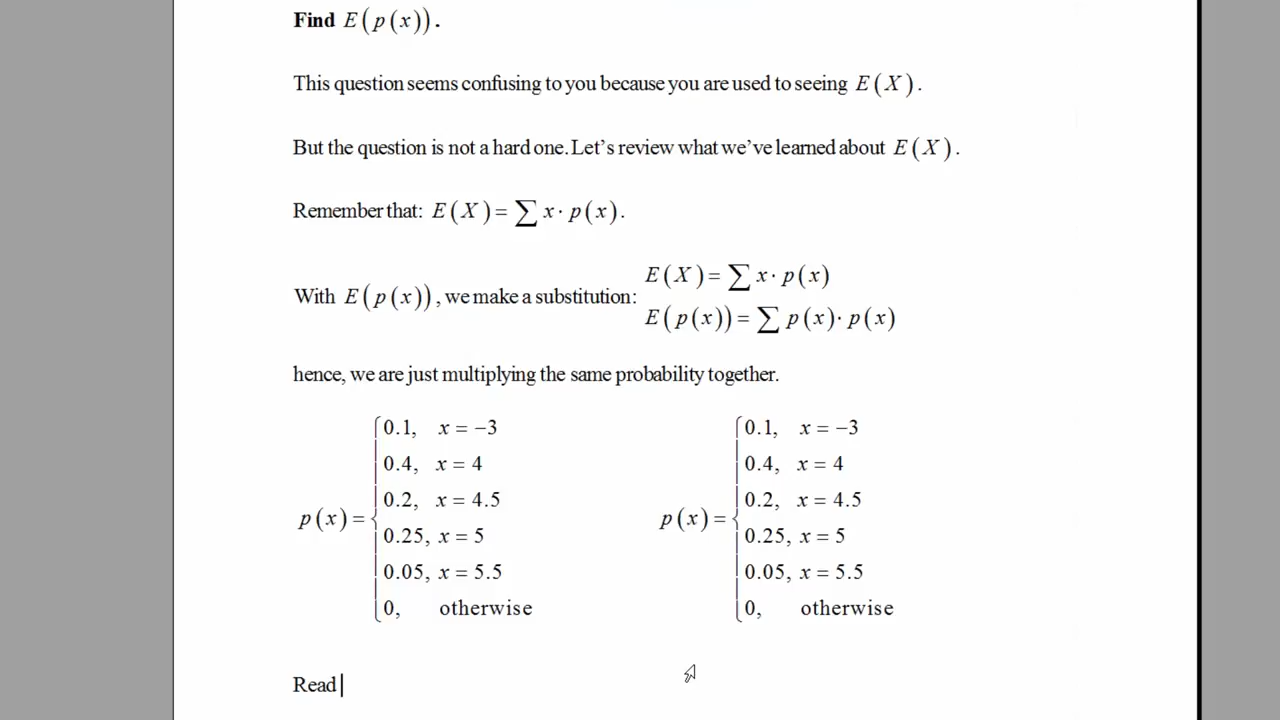 Find E(p(x)).
This question seems confusing to you because you are used to seeing E(X).
But the question is not a hard one. Let's review what we've learned about E(X).
Remember that: E(X) = ∑ x · p(x).
With E(p(x)), we make a substitution:
E(X) = ∑ x · p(x)
E(p(x)) = ∑ p(x) · p(x)
hence, we are just multiplying the same probability together.
p(x) = { 0.1, x = −3
0.4, x = 4
0.2, x = 4.5
0.25, x = 5
0.05, x = 5.5
0, otherwise
p(x) = { 0.1, x = −3
0.4, x = 4
0.2, x = 4.5
0.25, x = 5
0.05, x = 5.5
0, otherwise
Read